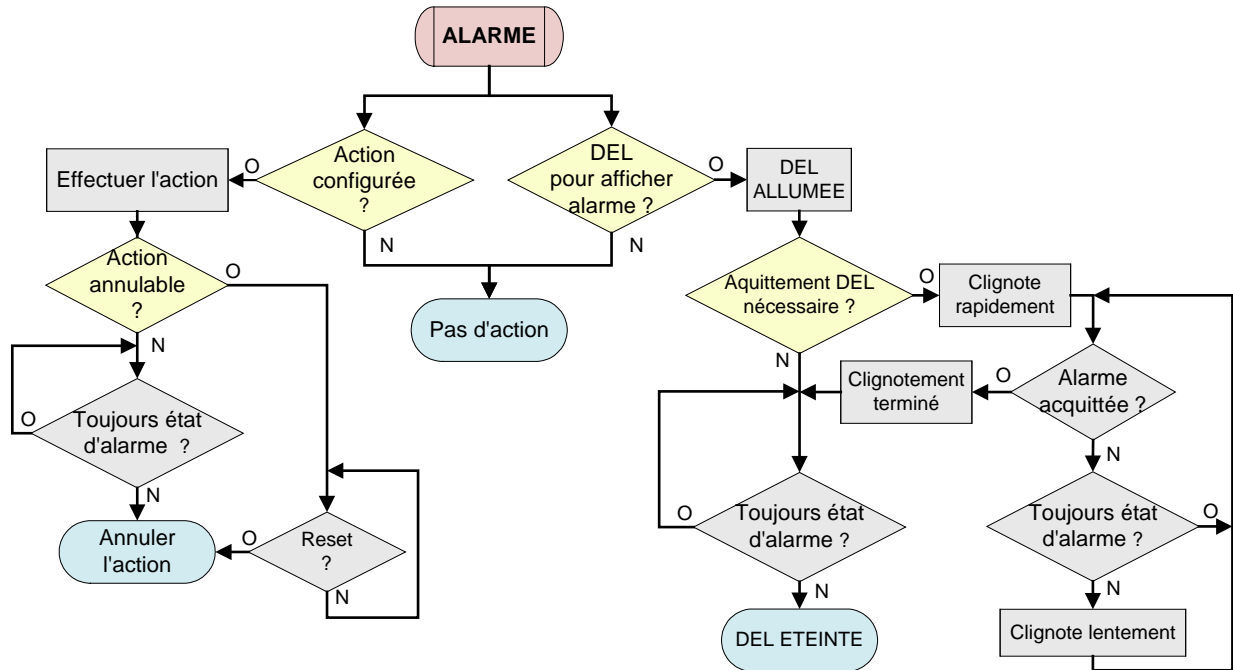 ALARME
Action
configurée
?
O
N
DEL
pour afficher
alarme ?
O
N
Effectuer l'action
DEL
ALLUMEE
Action
annulable
?
O
N
Pas d'action
Aquittement DEL
nécessaire ?
O
N
Clignote
rapidement
Toujours état
d'alarme ?
O
N
Clignotement
terminé
O
Alarme
acquittée ?
N
Annuler
l'action
O
Reset
?
N
O
Toujours état
d'alarme ?
N
Toujours état
d'alarme ?
O
N
DEL ETEINTE
Clignote lentement